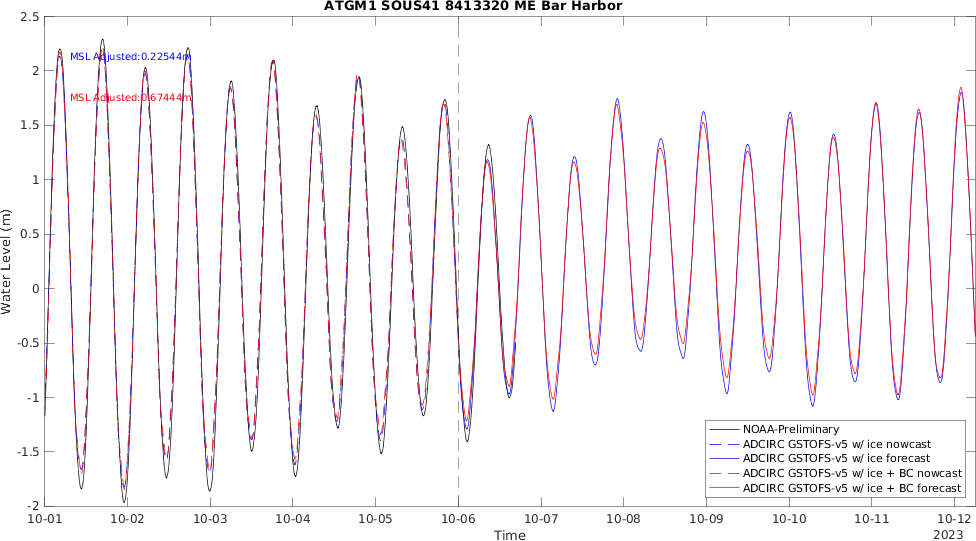 ATGM1 SOUS41 8413320 ME Bar Harbor
2.5
2
1.5
1
0.5
0
-0.5
-1
-1.5
-2
Water Level (m)
MSL Adjusted:0.22544m
MSL Adjusted:0.67444m
NOAA-Preliminary
ADCIRC GSTOFS-v5 w/ ice nowcast
ADCIRC GSTOFS-v5 w/ ice forecast
ADCIRC GSTOFS-v5 w/ ice + BC nowcast
ADCIRC GSTOFS-v5 w/ ice + BC forecast
10-01 10-02 10-03 10-04 10-05 10-06 10-07 10-08 10-09 10-10 10-11 10-12
2023
Time